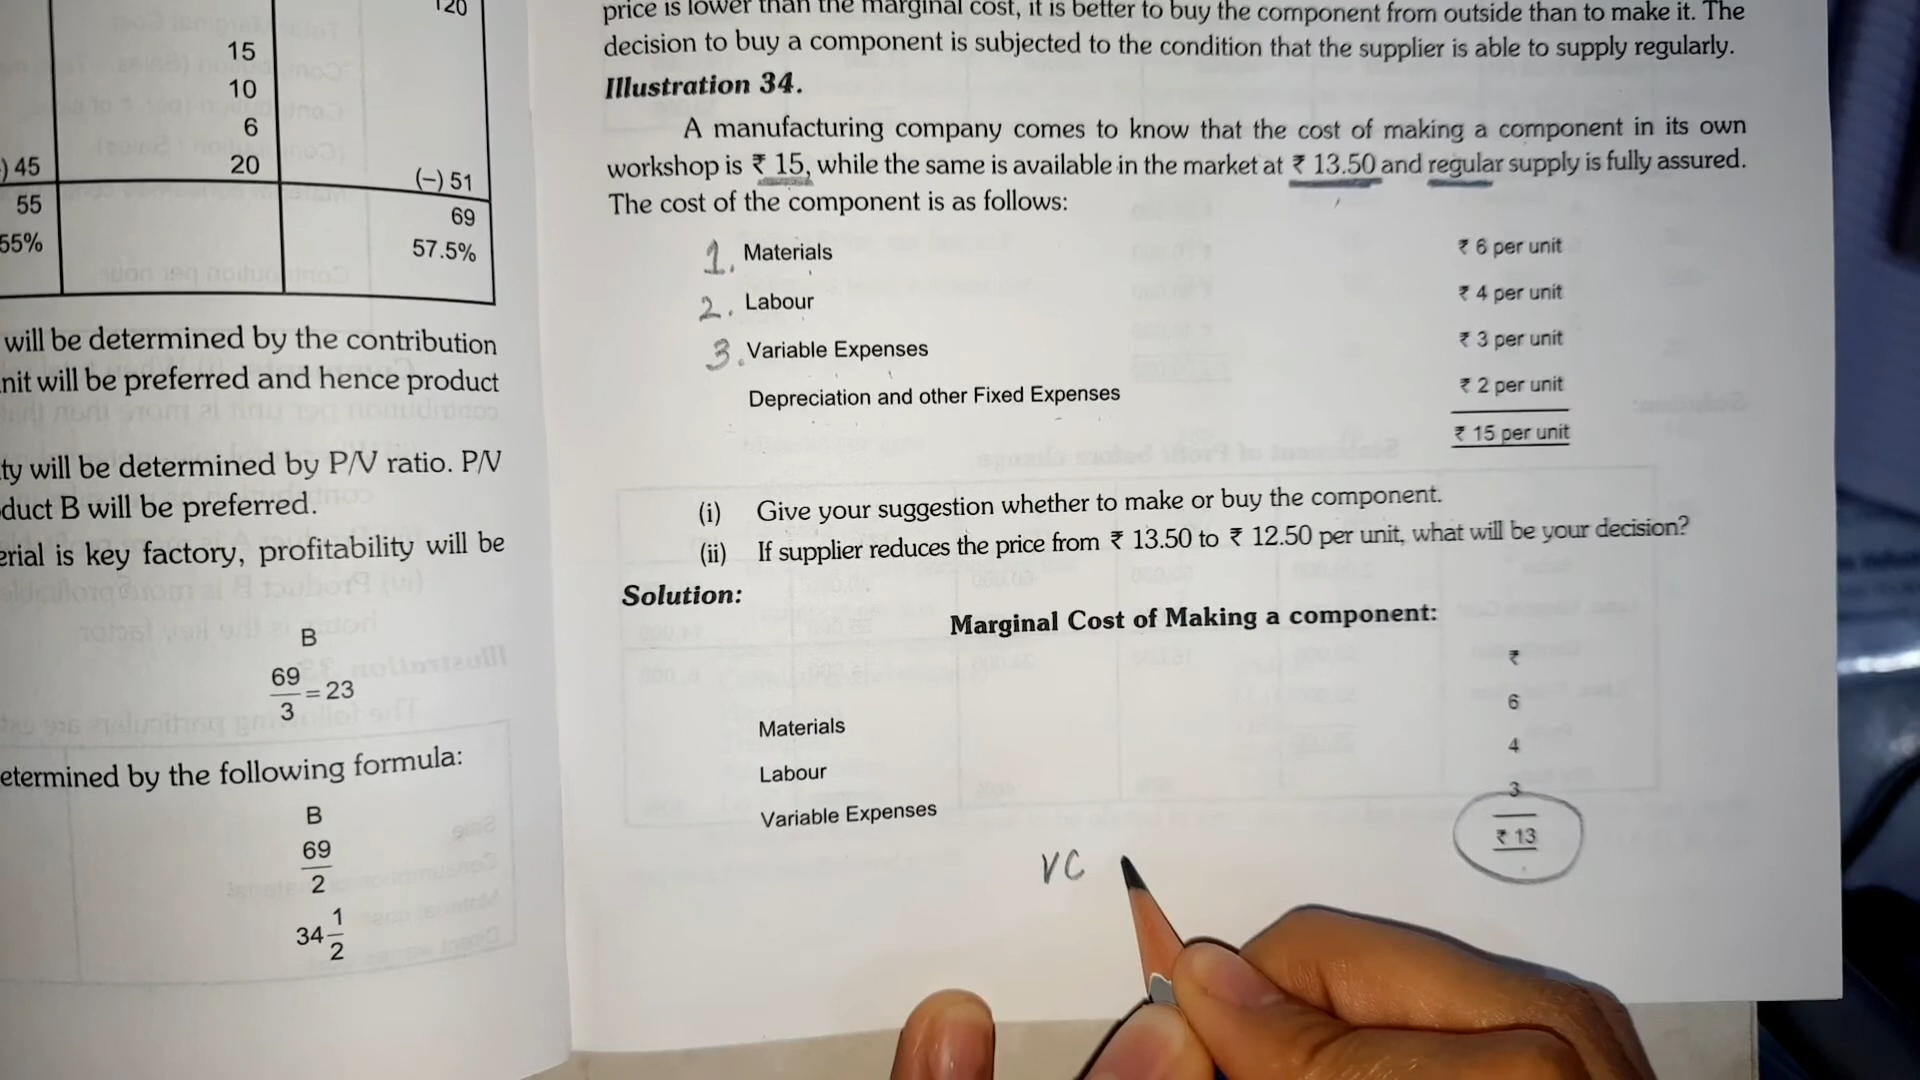 120
15
10
6
20
) 45
(–) 51
55
69
55%
57.5%
will be determined by the contribution
nit will be preferred and hence product
ty will be determined by P/V ratio. P/V
duct B will be preferred.
erial is key factory, profitability will be
B
69
3
= 23
etermined by the following formula:
B
69
2
34 1
2
price is lower than the marginal cost, it is better to buy the component from outside than to make it. The
decision to buy a component is subjected to the condition that the supplier is able to supply regularly.
Illustration 34.
A manufacturing company comes to know that the cost of making a component in its own
workshop is ₹ 15, while the same is available in the market at ₹ 13.50 and regular supply is fully assured.
The cost of the component is as follows:
1. Materials ₹ 6 per unit
2. Labour ₹ 4 per unit
3. Variable Expenses ₹ 3 per unit
Depreciation and other Fixed Expenses ₹ 2 per unit
₹ 15 per unit
(i) Give your suggestion whether to make or buy the component.
(ii) If supplier reduces the price from ₹ 13.50 to ₹ 12.50 per unit, what will be your decision?
Solution:
Marginal Cost of Making a component:
₹
Materials 6
Labour 4
Variable Expenses 3
₹ 13
VC